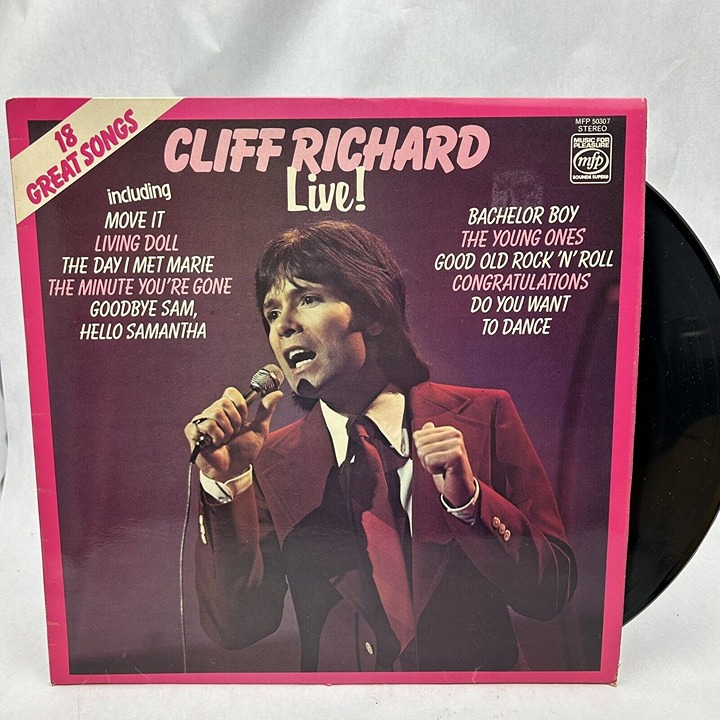 18
GREAT SONGS
CLIFF RICHARD
Live!
MFP 50307
STEREO
MUSIC FOR
PLEASURE
mfp
SOUNDS SUPERB
including
MOVE IT
LIVING DOLL
THE DAY I MET MARIE
THE MINUTE YOU'RE GONE
GOODBYE SAM,
HELLO SAMANTHA
BACHELOR BOY
THE YOUNG ONES
GOOD OLD ROCK 'N' ROLL
CONGRATULATIONS
DO YOU WANT
TO DANCE